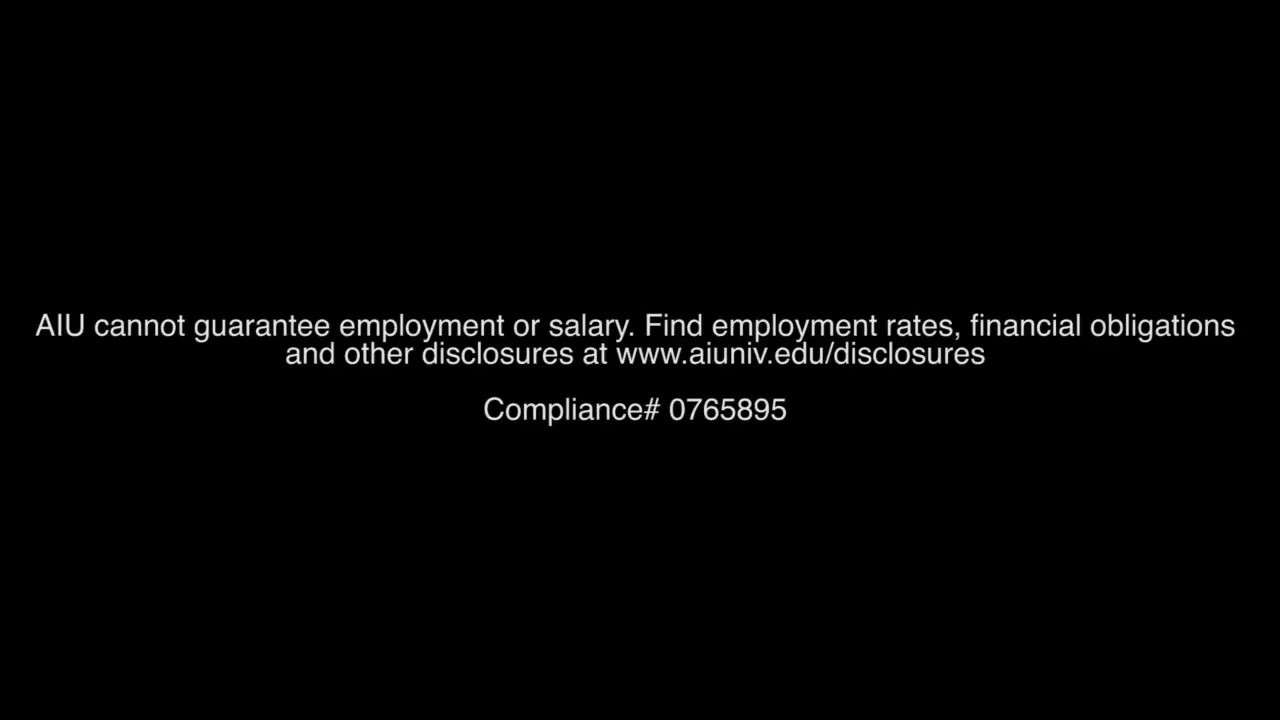 AIU cannot guarantee employment or salary. Find employment rates, financial obligations
and other disclosures at www.aiuniv.edu/disclosures
Compliance# 0765895